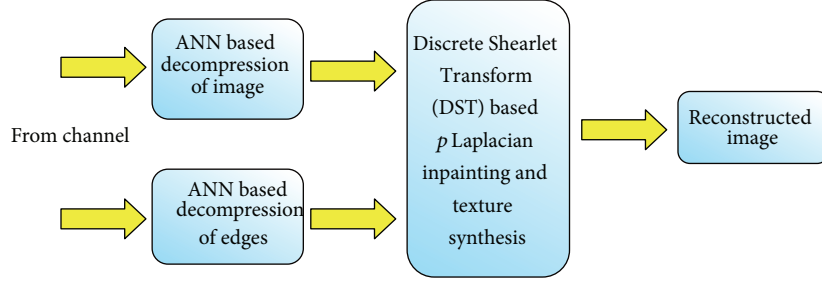 ANN based
decompression
of image
From channel
ANN based
decompression
of edges
Discrete Shearlet
Transform
(DST) based
p Laplacian
inpainting and
texture
synthesis
Reconstructed
image